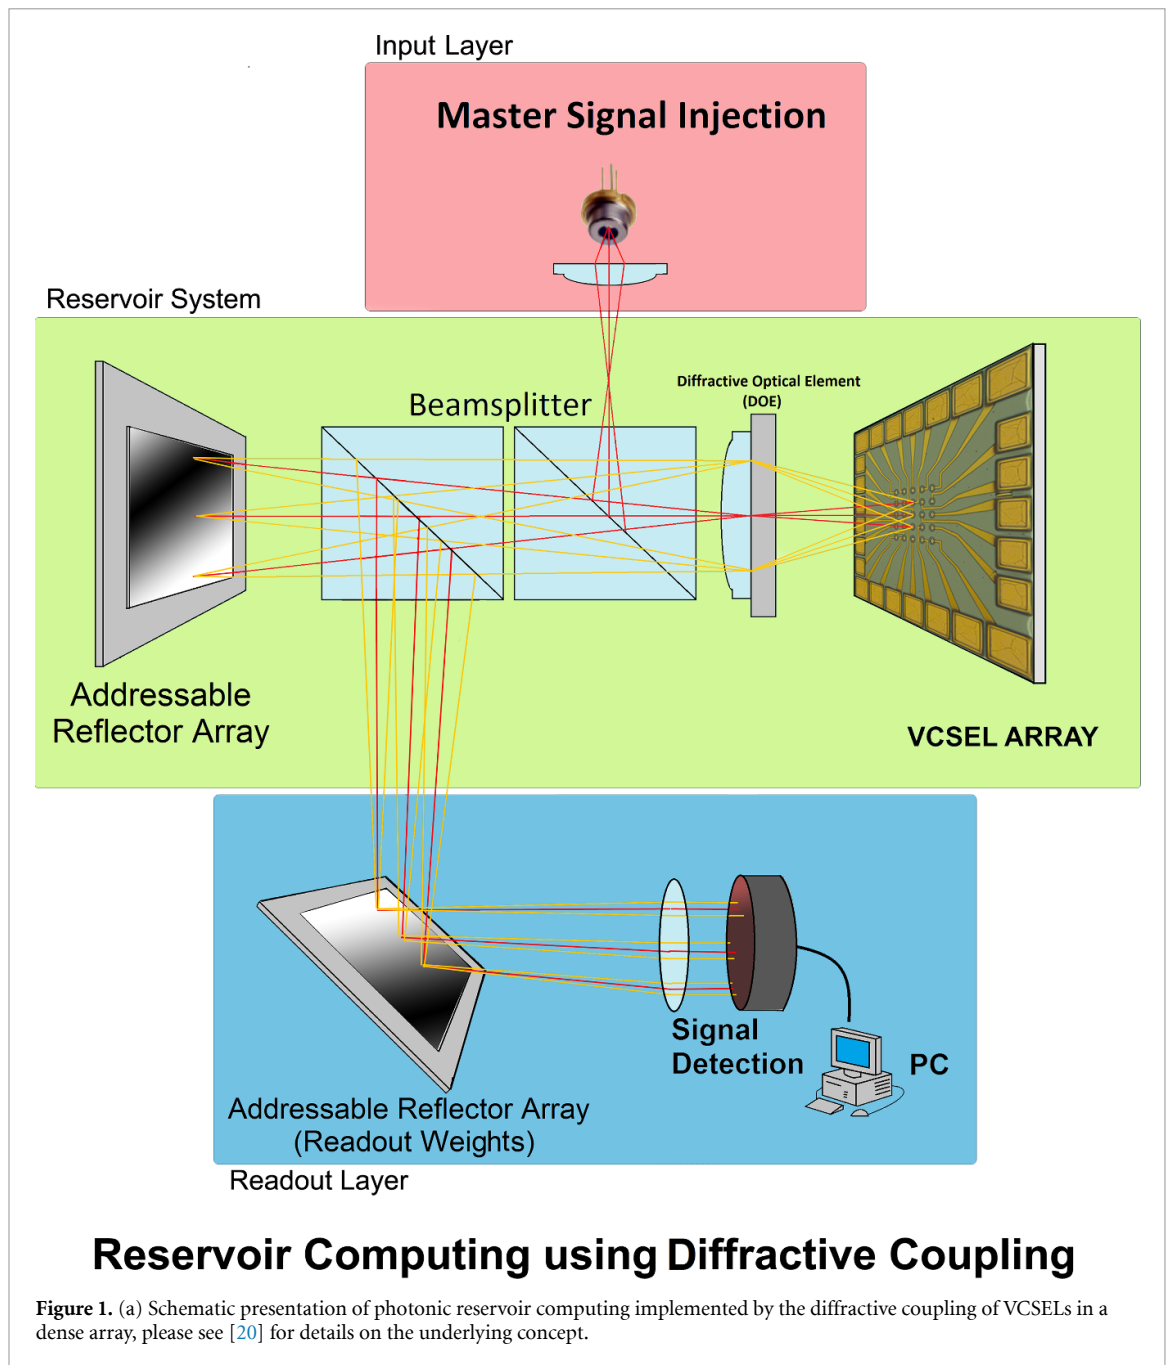 Input Layer
Master Signal Injection
Reservoir System
Diffractive Optical Element
(DOE)
Beamsplitter
Addressable
Reflector Array
VCSEL ARRAY
Signal
Detection
PC
Addressable Reflector Array
(Readout Weights)
Readout Layer
Reservoir Computing using Diffractive Coupling
Figure 1. (a) Schematic presentation of photonic reservoir computing implemented by the diffractive coupling of VCSELs in a
dense array, please see [20] for details on the underlying concept.